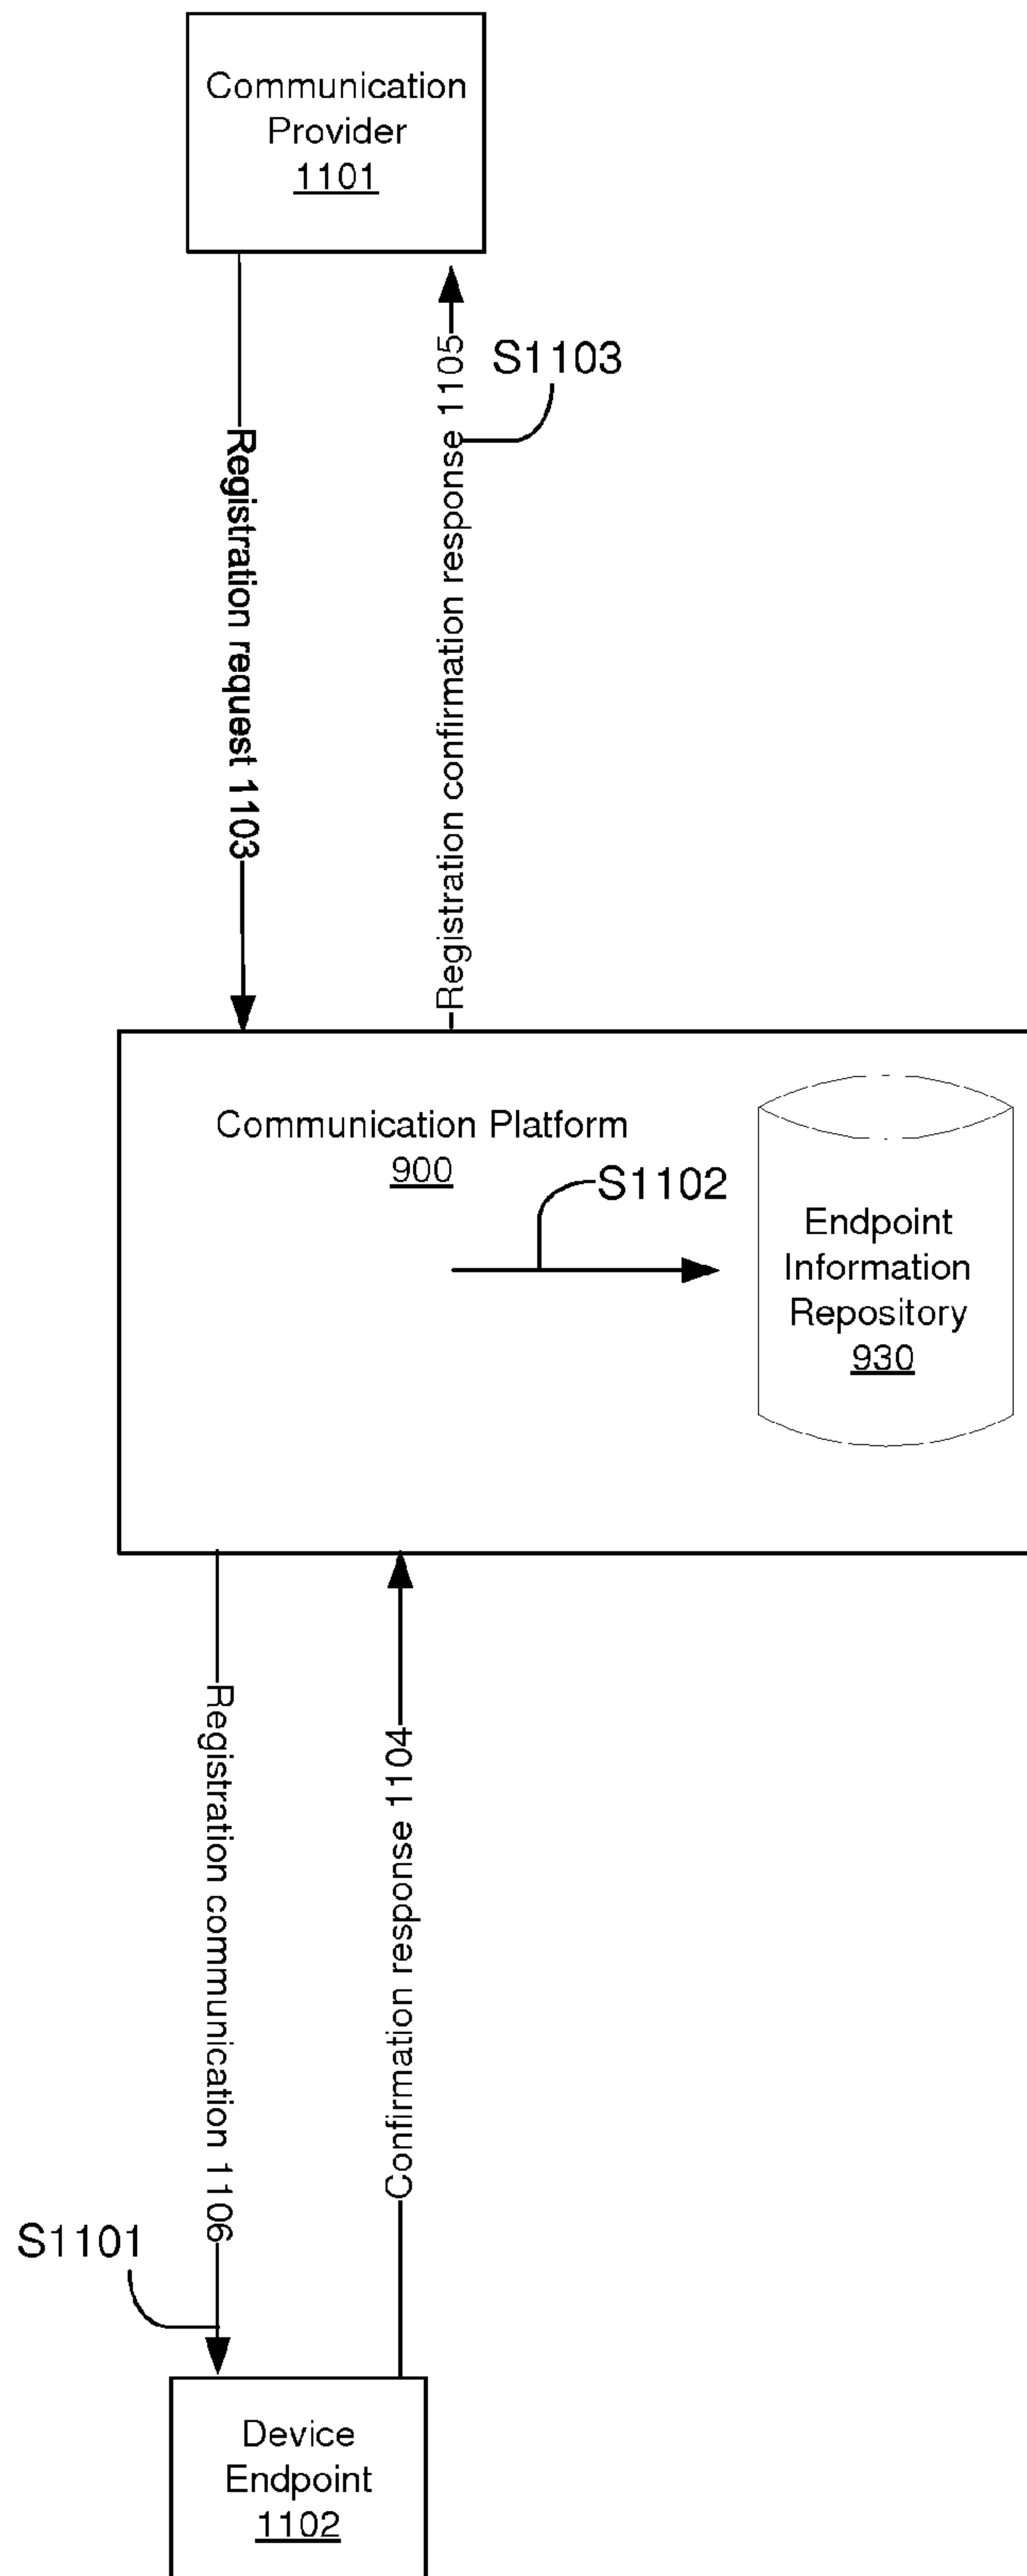 Communication
Provider
1101
S1103
Registration request 1103
Registration confirmation response 1105
Communication Platform
900
S1102
Endpoint
Information
Repository
930
Registration communication 1106
Confirmation response 1104
S1101
Device
Endpoint
1102